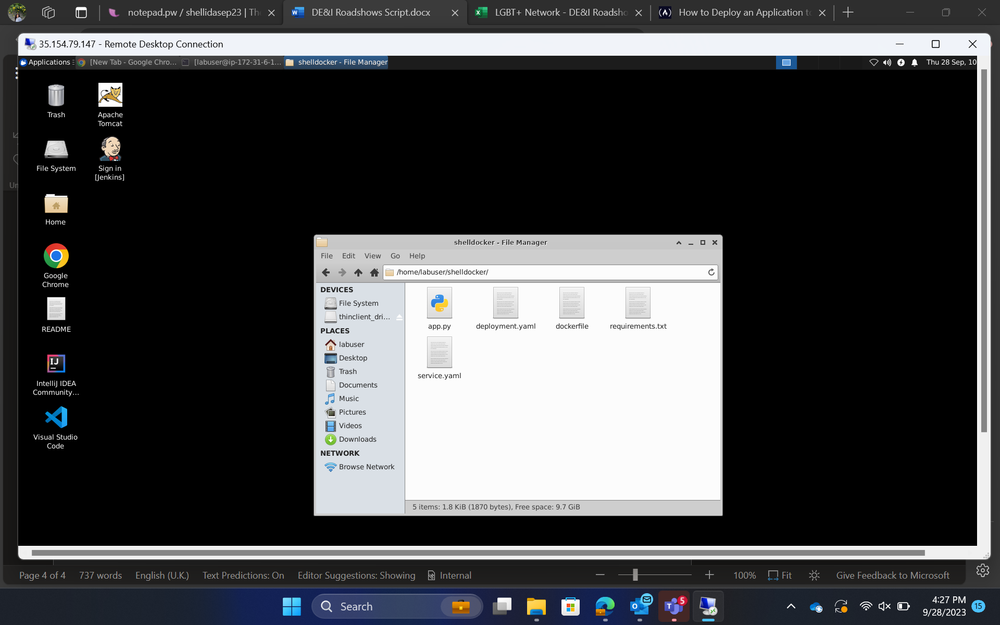 notepad.pw / shellidasep23 | Th
DE&I Roadshows Script.docx
LGBT+ Network - DE&I Roadsho
How to Deploy an Application to
35.154.79.147 - Remote Desktop Connection
Applications
[New Tab - Google Chro...
[labuser@ip-172-31-6-1...
shelldocker - File Manager
Thu 28 Sep, 10
Trash
Apache
Tomcat
File System
Sign in
[Jenkins]
Un
Home
Google
Chrome
README
IJ
IntelliJ IDEA
Community...
Visual Studio
Code
shelldocker - File Manager
File
Edit
View
Go
Help
/home/labuser/shelldocker/
DEVICES
File System
thinclient_dri...
PLACES
labuser
Desktop
Trash
Documents
Music
Pictures
Videos
Downloads
NETWORK
Browse Network
app.py
deployment.yaml
dockerfile
requirements.txt
service.yaml
5 items: 1.8 KiB (1870 bytes), Free space: 9.7 GiB
Page 4 of 4
737 words
English (U.K.)
Text Predictions: On
Editor Suggestions: Showing
Internal
100%
Fit
Give Feedback to Microsoft
Search
5
4:27 PM
9/28/2023
15